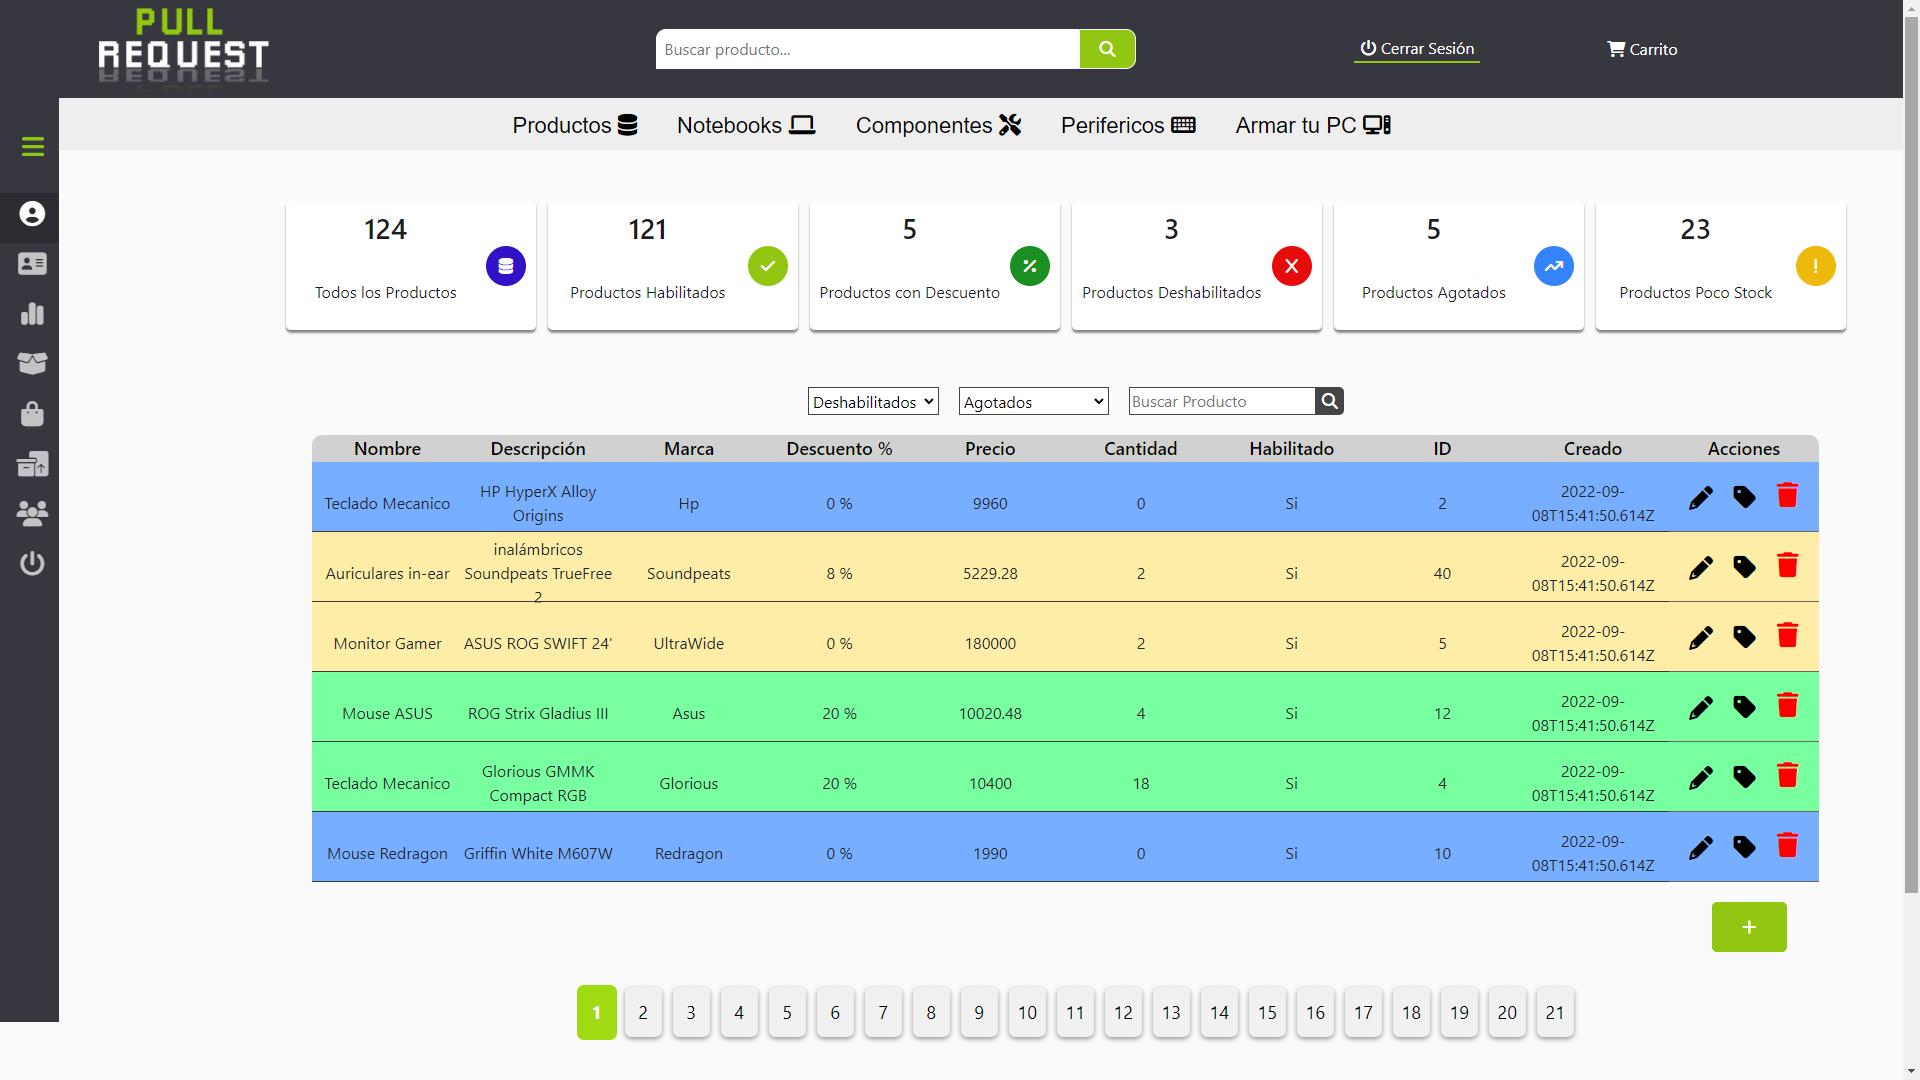 PULL
REQUEST
Buscar producto...
Cerrar Sesión
Carrito
Productos
Notebooks
Componentes
Perifericos
Armar tu PC
124
Todos los Productos
121
Productos Habilitados
5
Productos con Descuento
3
Productos Deshabilitados
5
Productos Agotados
23
Productos Poco Stock
Deshabilitados
Agotados
Buscar Producto
Nombre Descripción Marca Descuento % Precio Cantidad Habilitado ID Creado Acciones
Teclado Mecanico HP HyperX Alloy Origins Hp 0 % 9960 0 Si 2 2022-09-08T15:41:50.614Z
Auriculares in-ear inalámbricos Soundpeats TrueFree 2 Soundpeats 8 % 5229.28 2 Si 40 2022-09-08T15:41:50.614Z
Monitor Gamer ASUS ROG SWIFT 24' UltraWide 0 % 180000 2 Si 5 2022-09-08T15:41:50.614Z
Mouse ASUS ROG Strix Gladius III Asus 20 % 10020.48 4 Si 12 2022-09-08T15:41:50.614Z
Teclado Mecanico Glorious GMMK Compact RGB Glorious 20 % 10400 18 Si 4 2022-09-08T15:41:50.614Z
Mouse Redragon Griffin White M607W Redragon 0 % 1990 0 Si 10 2022-09-08T15:41:50.614Z
+
1 2 3 4 5 6 7 8 9 10 11 12 13 14 15 16 17 18 19 20 21